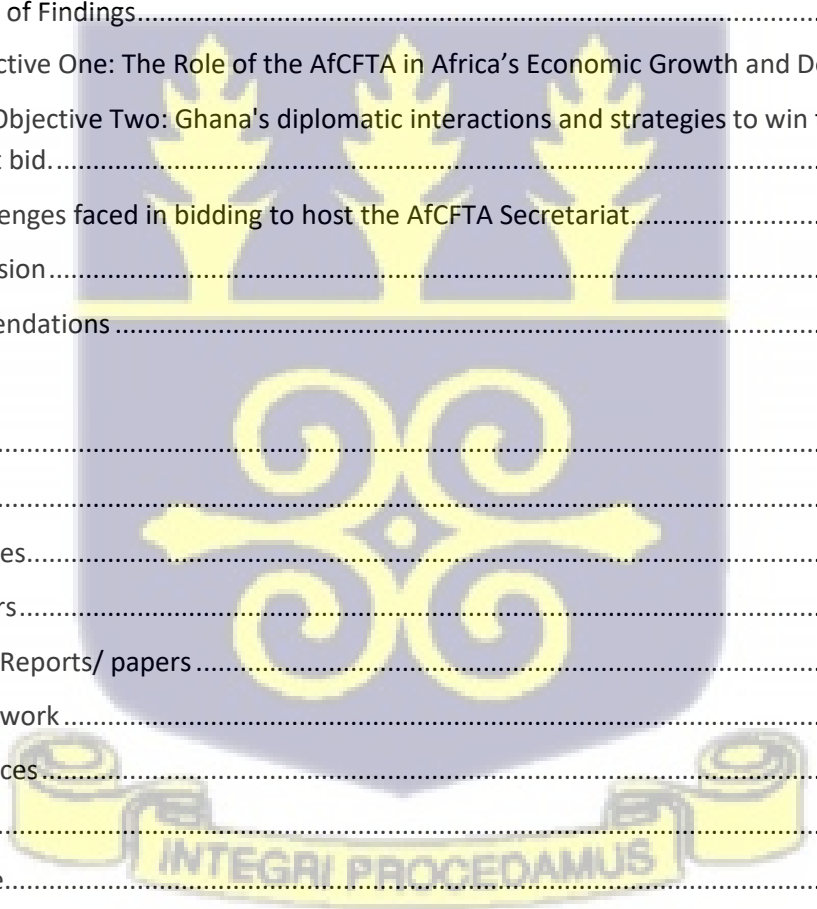 of Findings
ctive One: The Role of the AfCFTA in Africa’s Economic Growth and D
Objective Two: Ghana's diplomatic interactions and strategies to win
bid.
enges faced in bidding to host the AfCFTA Secretariat
sion
endations
es
rs
Reports/ papers
work
ces
INTEGRI PROCEDAMUS